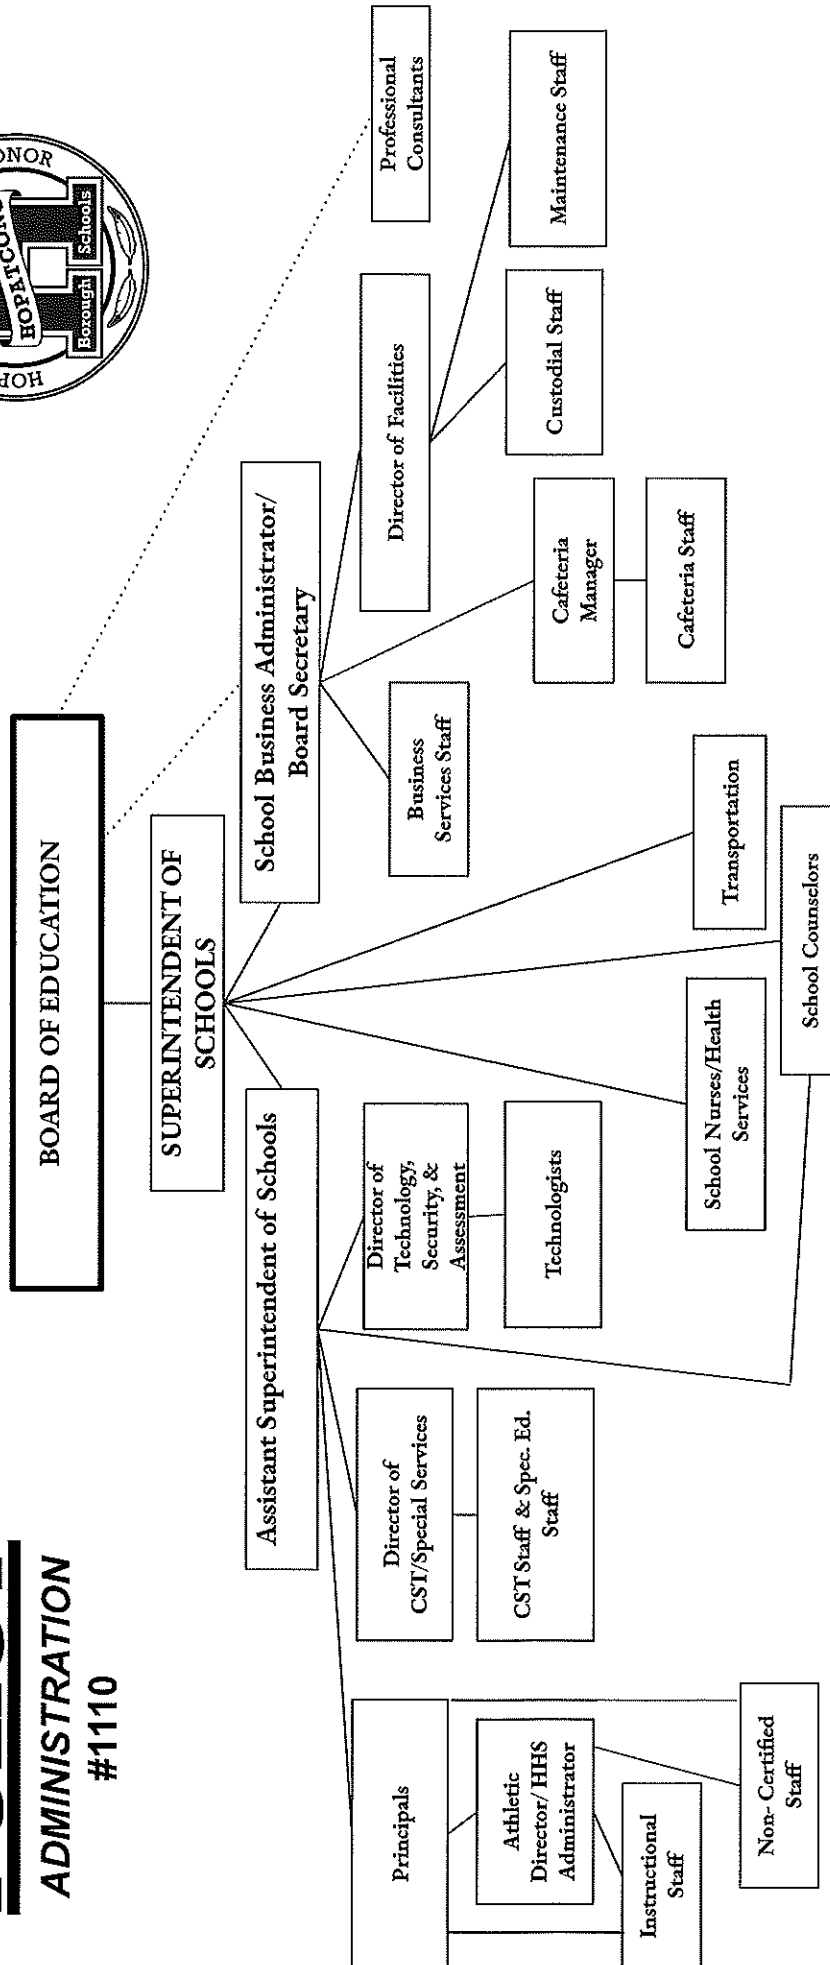 ADMINISTRATION
#1110
HOPATCONG
Borough
Schools
BOARD OF EDUCATION
SUPERINTENDENT OF
SCHOOLS
Assistant Superintendent of Schools
School Business Administrator/
Board Secretary
Professional
Consultants
Principals
Director of
CST/Special Services
Director of
Technology,
Security, &
Assessment
Business
Services Staff
Director of Facilities
Athletic
Director/ HHS
Administrator
CST Staff & Spec. Ed.
Staff
Technologists
Cafeteria
Manager
Custodial Staff
Maintenance Staff
Instructional
Staff
Cafeteria Staff
Non- Certified
Staff
School Nurses/Health
Services
Transportation
School Counselors